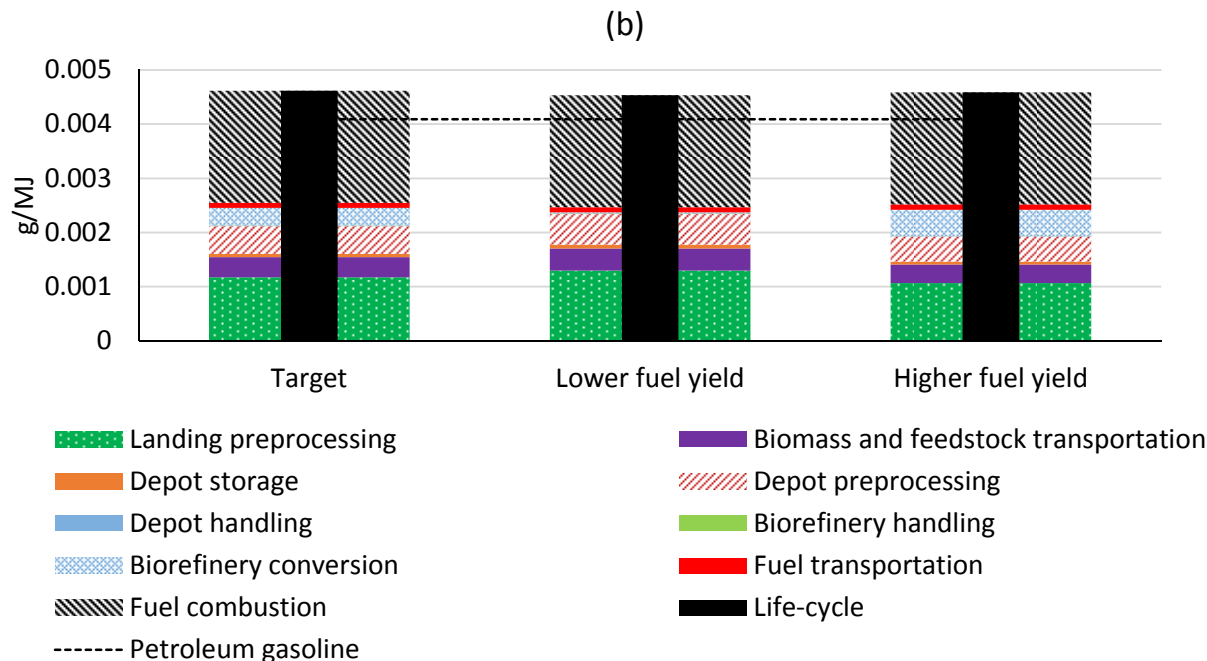 (b)
0.005
0.004
0.003
0.002
0.001
0
g/MJ
Target
Lower fuel yield
Higher fuel yield
Landing preprocessing
Biomass and feedstock transportation
Depot storage
Depot preprocessing
Depot handling
Biorefinery handling
Biorefinery conversion
Fuel transportation
Fuel combustion
Life-cycle
Petroleum gasoline